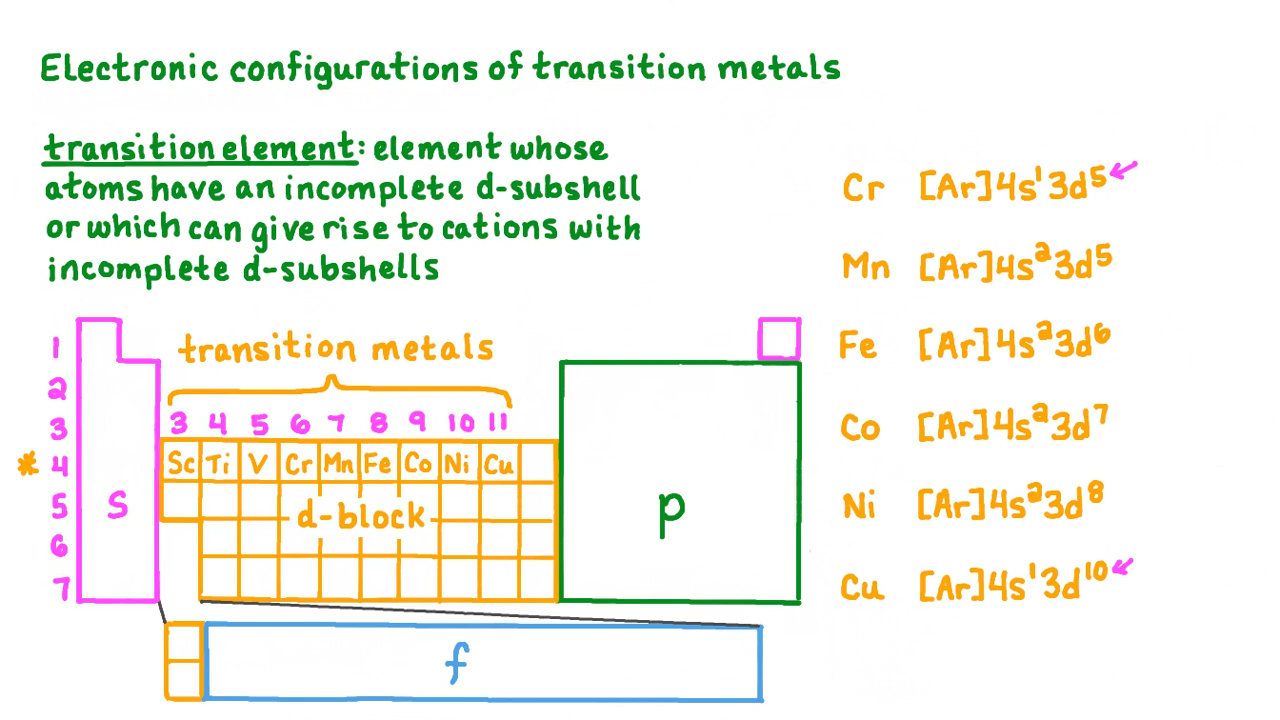 Electronic configurations of transition metals
transition element: element whose
atoms have an incomplete d-subshell
or which can give rise to cations with
incomplete d-subshells
Cr [Ar]4s¹3d⁵
Mn [Ar]4s²3d⁵
Fe [Ar]4s²3d⁶
Co [Ar]4s²3d⁷
Ni [Ar]4s²3d⁸
Cu [Ar]4s¹3d¹⁰
transition metals
1
2
3
* 4
5
6
7
3 4 5 6 7 8 9 10 11
Sc Ti V Cr Mn Fe Co Ni Cu
s
d-block
p
f